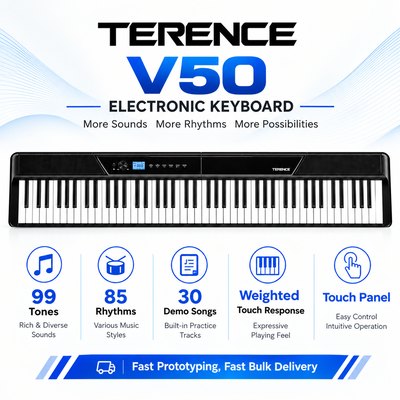 TERENCE
V50
ELECTRONIC KEYBOARD
More Sounds More Rhythms More Possibilities
TERENCE
99
Tones
Rich & Diverse
Sounds
85
Rhythms
Various Music
Styles
30
Demo Songs
Built-in Practice
Tracks
Weighted
Touch Response
Expressive
Playing Feel
Touch Panel
Easy Control
Intuitive Operation
Fast Prototyping, Fast Bulk Delivery